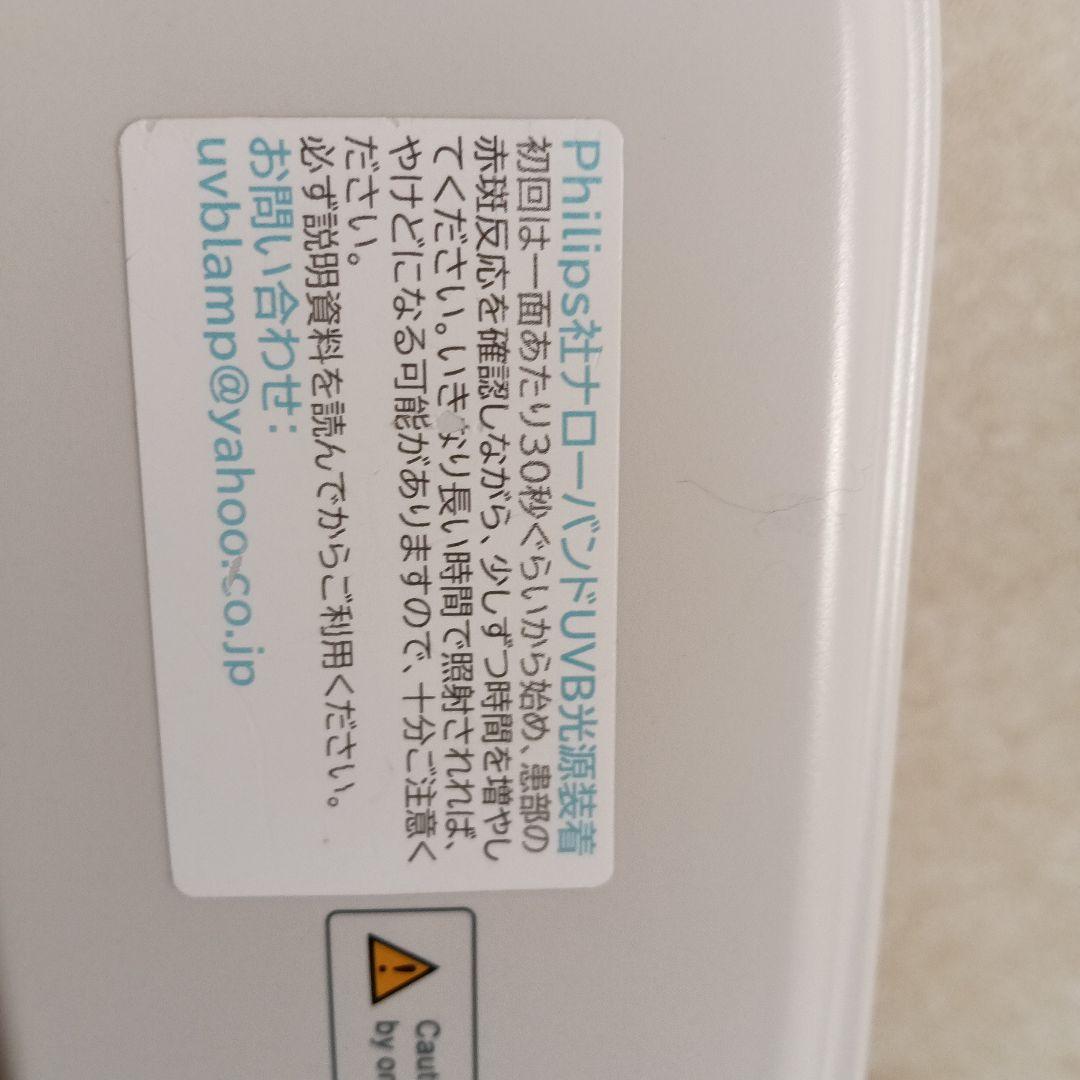 Philips社ナローバンドUVB光源装着
初回は一面あたり30秒ぐらいから始め、患部の
赤斑反応を確認しながら、少しずつ時間を増やし
てください。いきなり長い時間で照射されれば、
やけどになる可能がありますので、十分ご注意く
ださい。
必ず説明資料を読んでからご利用ください。
お問い合わせ：
uvblamp@yahoo.co.jp
by